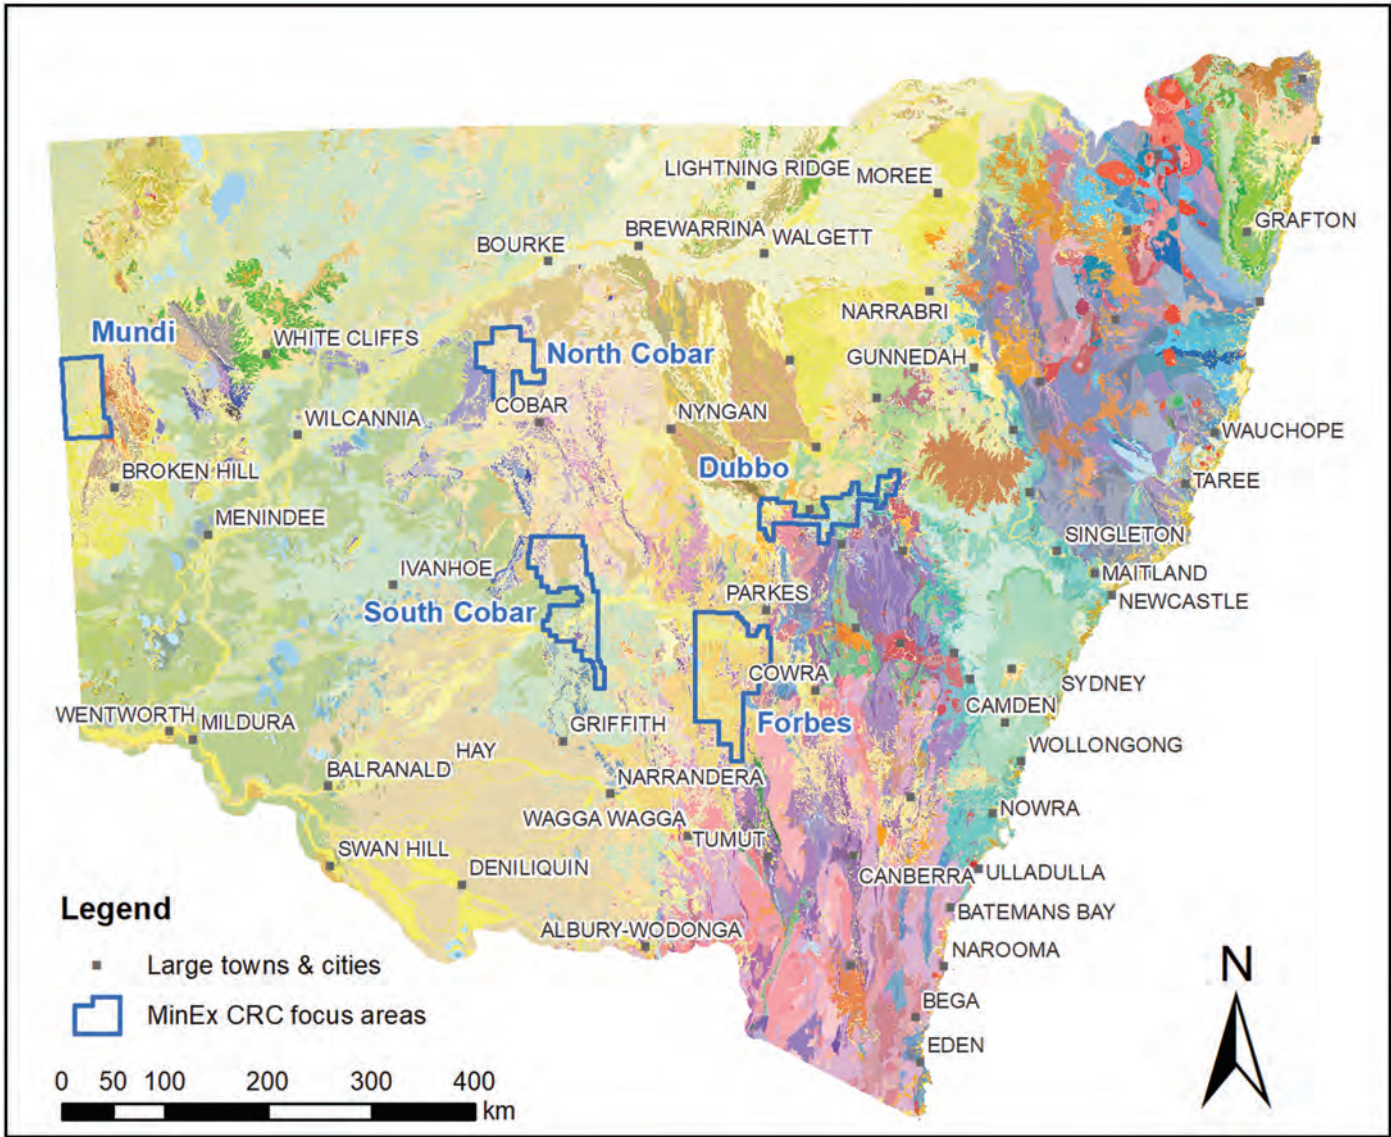 LIGHTNING RIDGE
MOREE
GRAFTON
BREWARRINA
WALGETT
BOURKE
NARRABRI
Mundi
WHITE CLIFFS
North Cobar
GUNNEDAH
COBAR
NYNGAN
WILCANNIA
WAUCHOPE
BROKEN HILL
Dubbo
TAREE
MENINDEE
SINGLETON
IVANHOE
MAITLAND
PARKES
NEWCASTLE
South Cobar
COWRA
SYDNEY
CAMDEN
WENTWORTH
MILDURA
GRIFFITH
Forbes
WOLLONGONG
HAY
BALRANALD
NARRANDERA
NOWRA
WAGGA WAGGA
TUMUT
SWAN HILL
DENILIQUIN
CANBERRA
ULLADULLA
BATEMANS BAY
ALBURY-WODONGA
NAROOMA
BEGA
EDEN
Legend
Large towns & cities
MinEx CRC focus areas
0 50 100 200 300 400
km
N